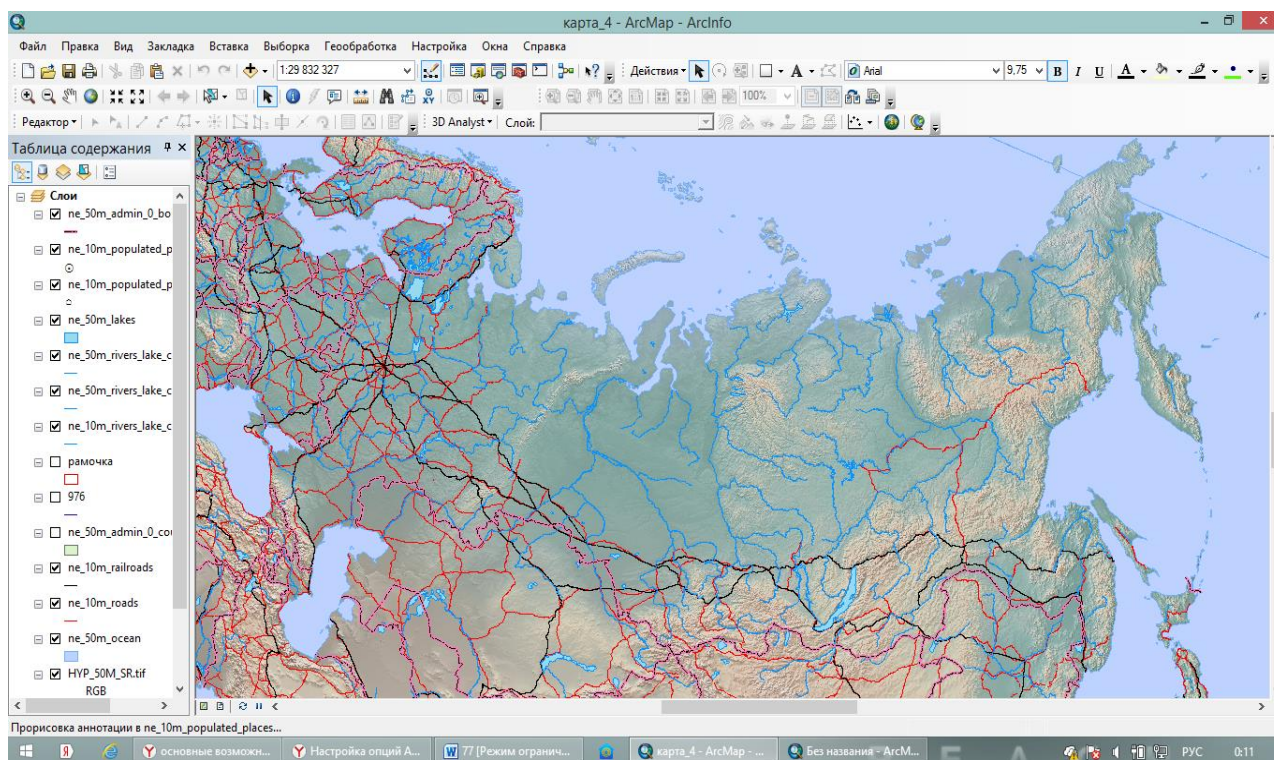 карта_4 - ArcMap - ArcInfo
Файл Правка Вид Закладка Вставка Выборка Геообработка Настройка Окна Справка
1:29 832 327 Действия A Arial 9,75 B I U A
100%
Редактор 3D Analyst Слой:
Таблица содержания
Слои
ne_50m_admin_0_bo
ne_10m_populated_p
ne_10m_populated_p
ne_50m_lakes
ne_50m_rivers_lake_c
ne_50m_rivers_lake_c
ne_10m_rivers_lake_c
рамочка
976
ne_50m_admin_0_cou
ne_10m_railroads
ne_10m_roads
ne_50m_ocean
HYP_50M_SR.tif
RGB
Прорисовка аннотации в ne_10m_populated_places...
основные возможн... Настройка опций A... 77 [Режим огранич... карта_4 - ArcMap - ... Без названия - ArcM... РУС 0:11